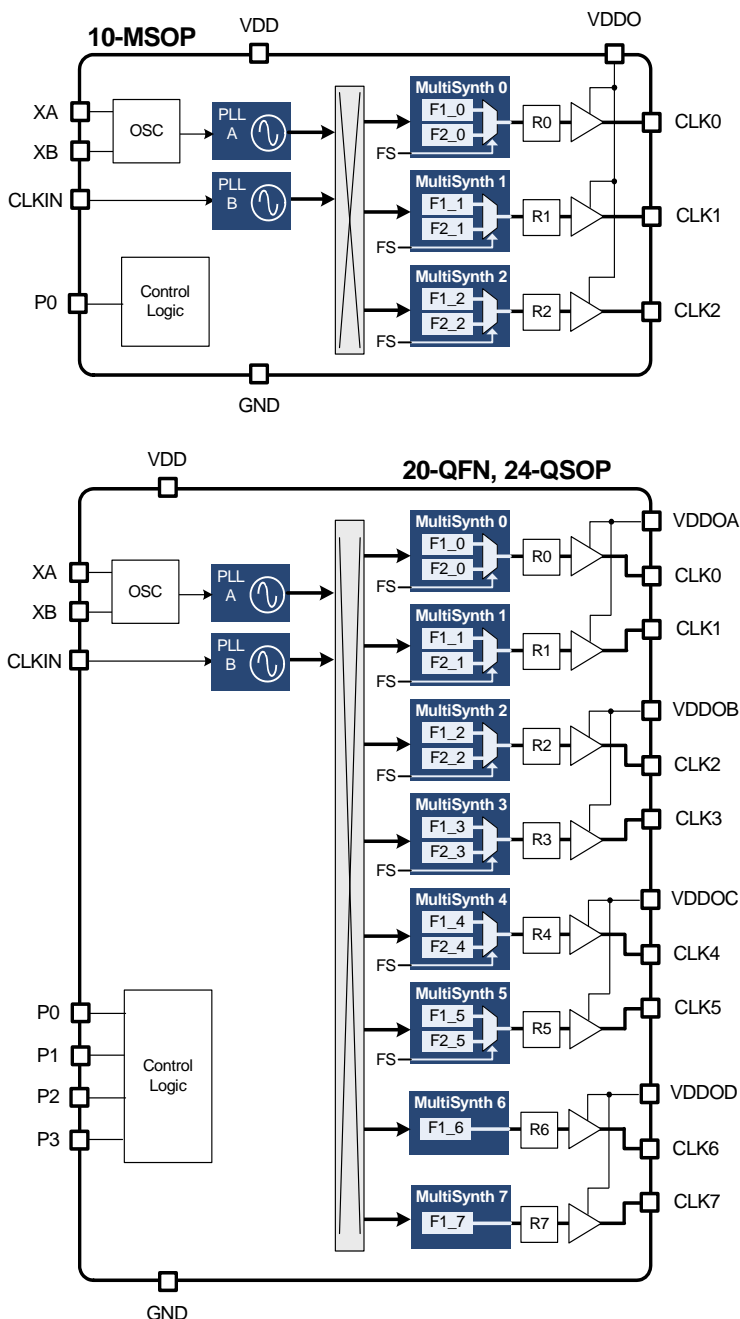 10-MSOP
VDD
VDDO
XA
XB
CLKIN
P0
OSC
PLL
A
PLL
B
Control
Logic
MultiSynth 0
F1_0
F2_0
FS
R0
CLK0
MultiSynth 1
F1_1
F2_1
FS
R1
CLK1
MultiSynth 2
F1_2
F2_2
FS
R2
CLK2
GND
VDD
20-QFN, 24-QSOP
XA
XB
CLKIN
OSC
PLL
A
PLL
B
MultiSynth 0
F1_0
F2_0
FS
R0
VDDOA
CLK0
MultiSynth 1
F1_1
F2_1
FS
R1
CLK1
MultiSynth 2
F1_2
F2_2
FS
R2
VDDOB
CLK2
MultiSynth 3
F1_3
F2_3
FS
R3
CLK3
MultiSynth 4
F1_4
F2_4
FS
R4
VDDOC
CLK4
MultiSynth 5
F1_5
F2_5
FS
R5
CLK5
P0
P1
P2
P3
Control
Logic
MultiSynth 6
F1_6
R6
VDDOD
CLK6
MultiSynth 7
F1_7
R7
CLK7
GND